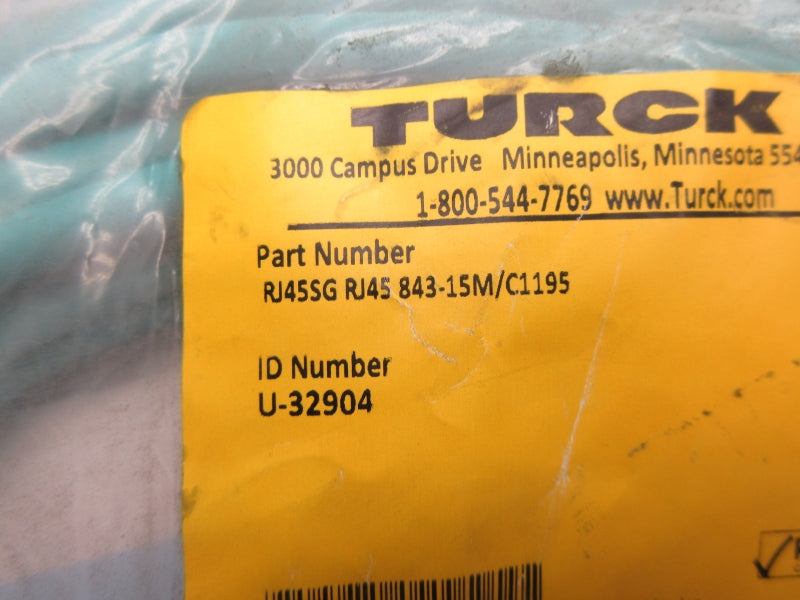 TURCK
3000 Campus Drive Minneapolis, Minnesota 554
1-800-544-7769 www.Turck.com
Part Number
RJ45SG RJ45 843-15M/C1195
ID Number
U-32904